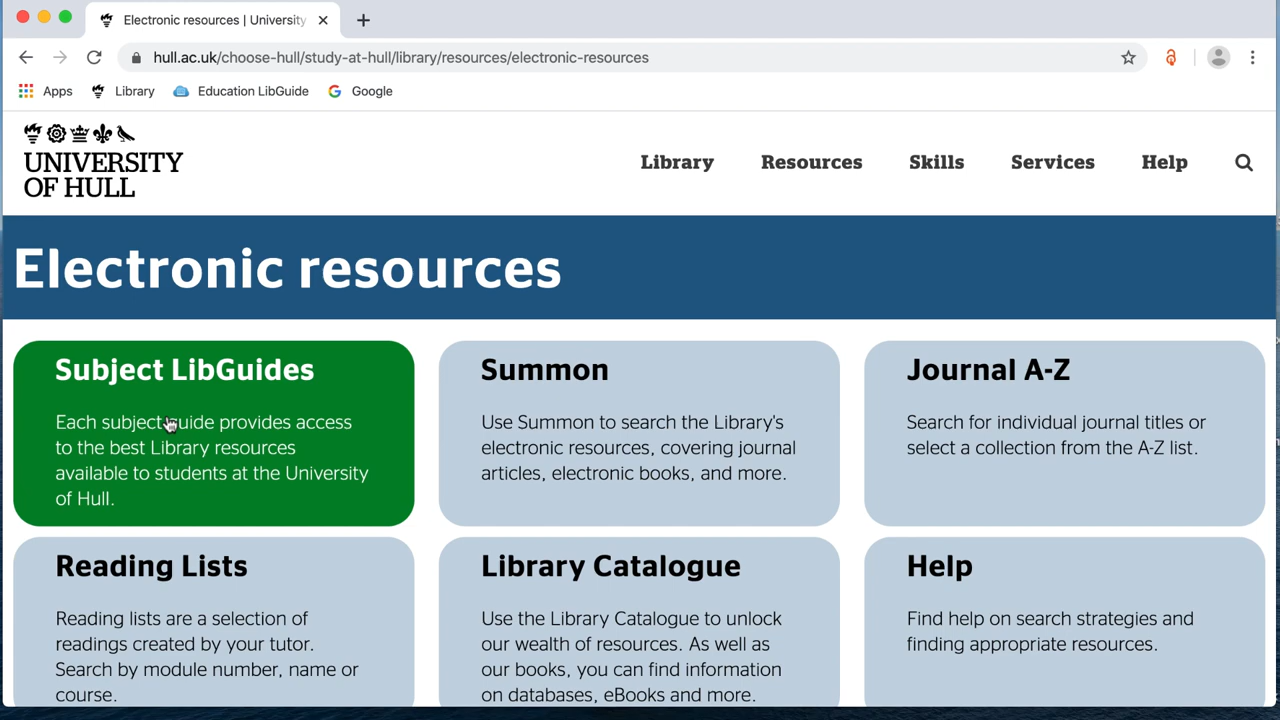 Electronic resources | University
hull.ac.uk/choose-hull/study-at-hull/library/resources/electronic-resources
Apps Library Education LibGuide Google
UNIVERSITY
OF HULL
Library Resources Skills Services Help
Electronic resources
Subject LibGuides
Each subject guide provides access
to the best Library resources
available to students at the University
of Hull.
Summon
Use Summon to search the Library's
electronic resources, covering journal
articles, electronic books, and more.
Journal A-Z
Search for individual journal titles or
select a collection from the A-Z list.
Reading Lists
Reading lists are a selection of
readings created by your tutor.
Search by module number, name or
course.
Library Catalogue
Use the Library Catalogue to unlock
our wealth of resources. As well as
our books, you can find information
on databases, eBooks and more.
Help
Find help on search strategies and
finding appropriate resources.